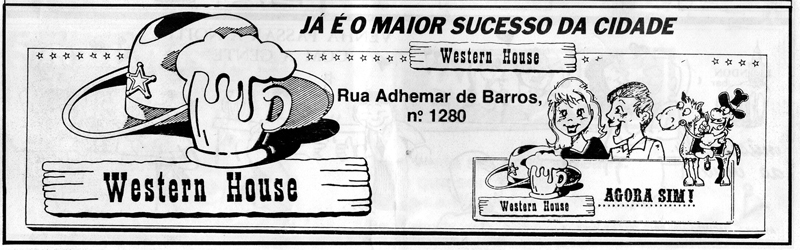 JÁ É O MAIOR SUCESSO DA CIDADE
Western House
Rua Adhemar de Barros,
nº 1280
Western House
Western House
AGORA SIM!